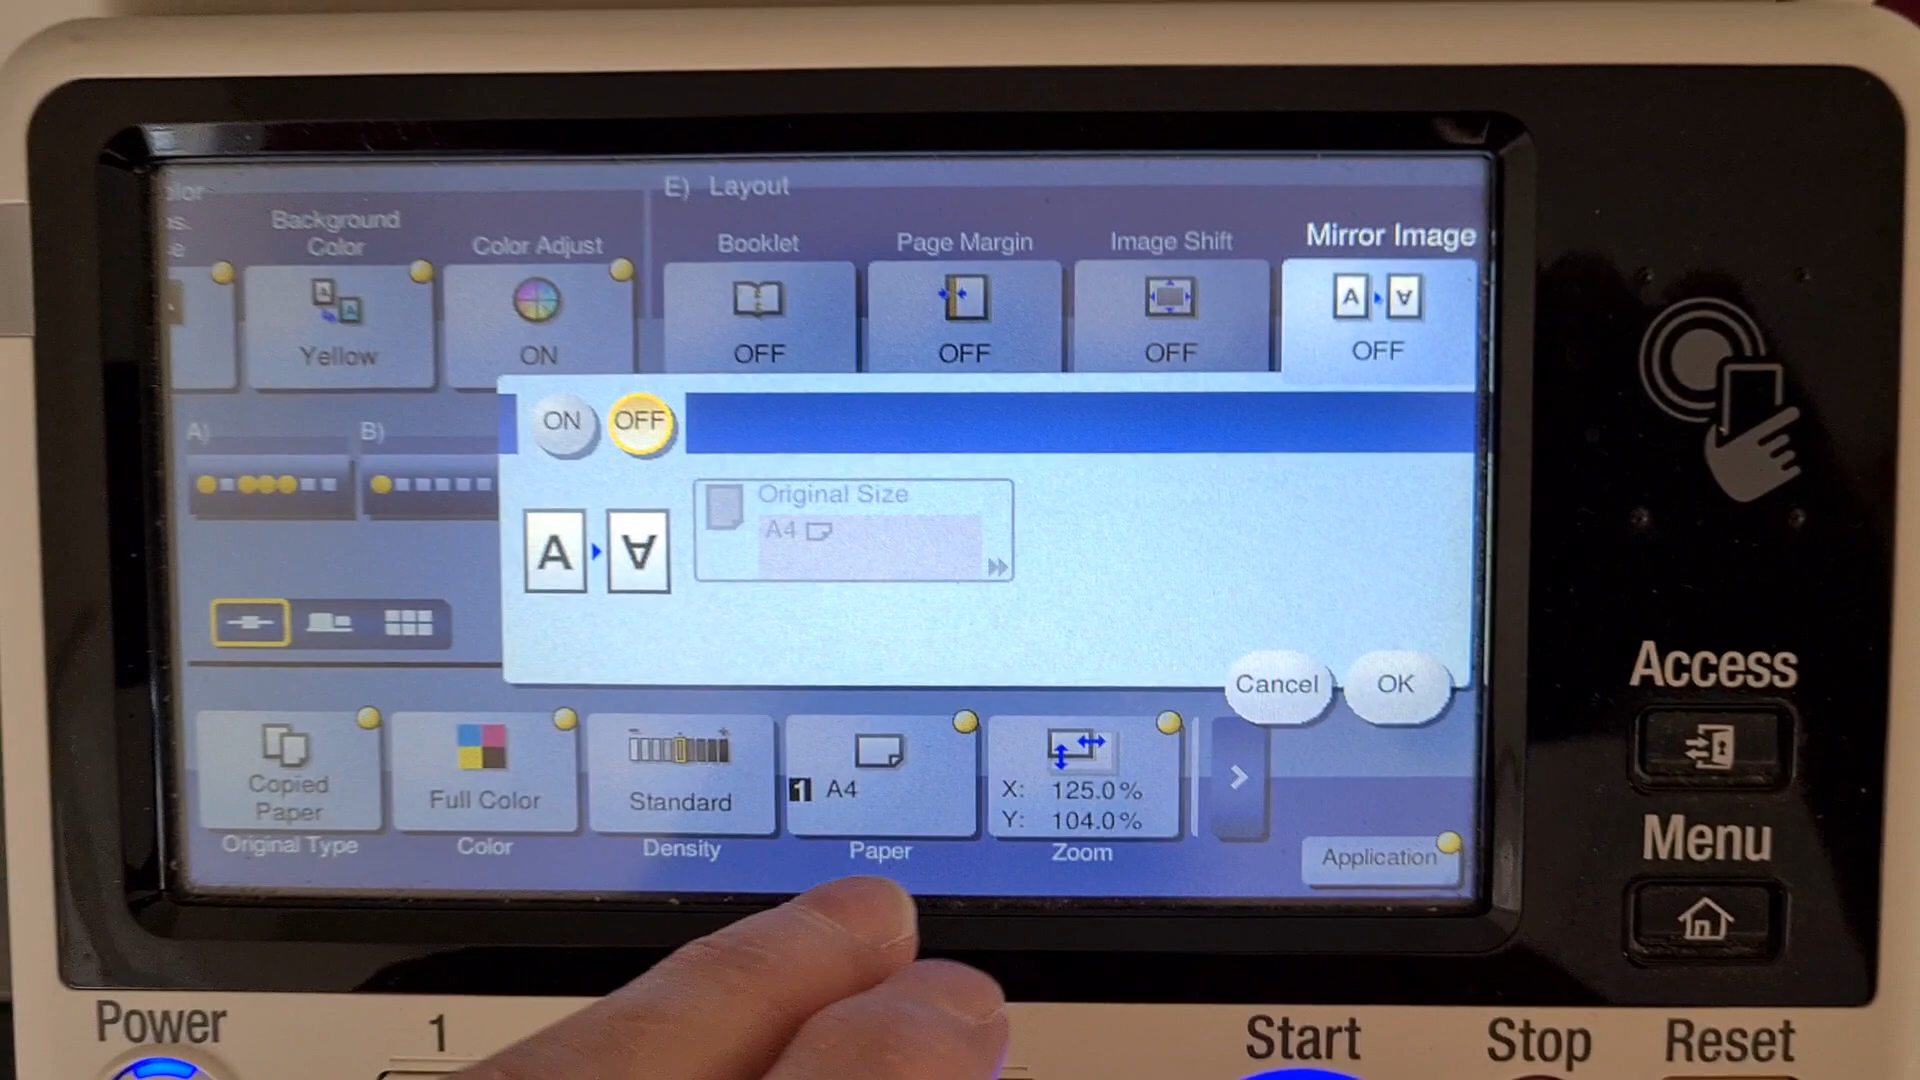 E) Layout
Background
Color
Color Adjust
Booklet
Page Margin
Image Shift
Mirror Image
Yellow
ON
OFF
OFF
OFF
OFF
A)
B)
ON
OFF
Original Size
A4
A
A
Cancel
OK
Copied
Paper
Full Color
Standard
1 A4
X: 125.0%
Y: 104.0%
Original Type
Color
Density
Paper
Zoom
Application
Access
Menu
Power
1
Start
Stop
Reset